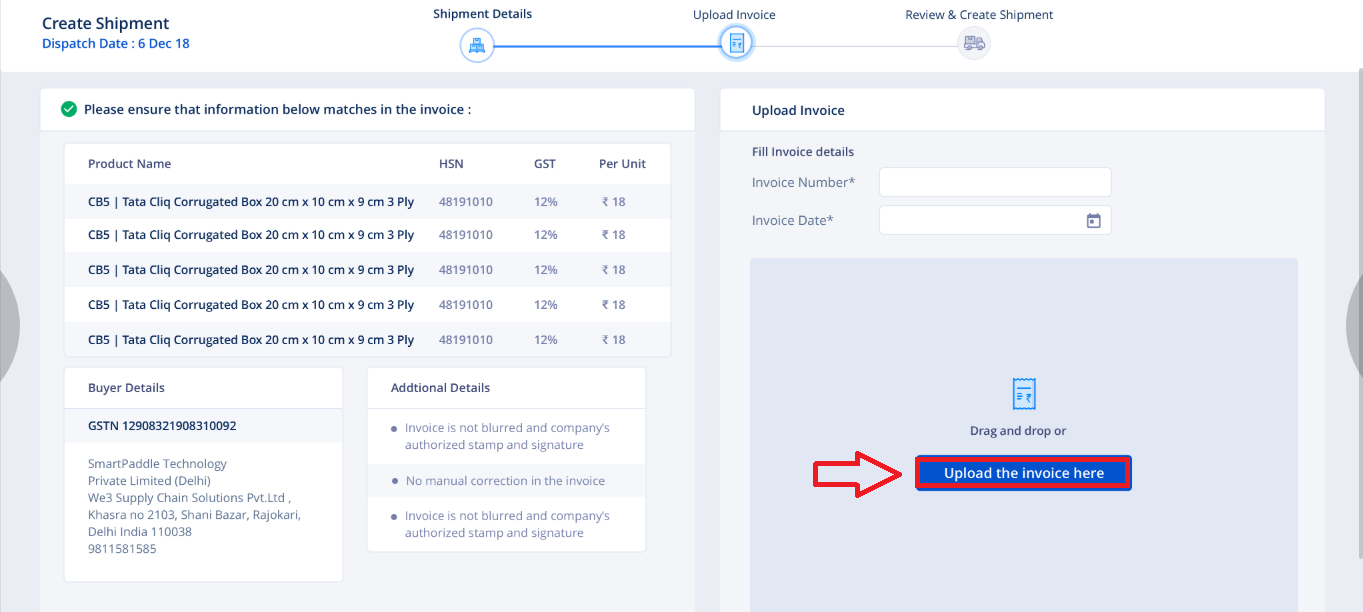 Create Shipment
Dispatch Date : 6 Dec 18
Shipment Details
Upload Invoice
Review & Create Shipment
Please ensure that information below matches in the invoice :
Product Name HSN GST Per Unit
CB5 | Tata Cliq Corrugated Box 20 cm x 10 cm x 9 cm 3 Ply 48191010 12% ₹ 18
CB5 | Tata Cliq Corrugated Box 20 cm x 10 cm x 9 cm 3 Ply 48191010 12% ₹ 18
CB5 | Tata Cliq Corrugated Box 20 cm x 10 cm x 9 cm 3 Ply 48191010 12% ₹ 18
CB5 | Tata Cliq Corrugated Box 20 cm x 10 cm x 9 cm 3 Ply 48191010 12% ₹ 18
CB5 | Tata Cliq Corrugated Box 20 cm x 10 cm x 9 cm 3 Ply 48191010 12% ₹ 18
Buyer Details
GSTN 12908321908310092
SmartPaddle Technology
Private Limited (Delhi)
We3 Supply Chain Solutions Pvt.Ltd ,
Khasra no 2103, Shani Bazar, Rajokari,
Delhi India 110038
9811581585
Addtional Details
Invoice is not blurred and company's
authorized stamp and signature
No manual correction in the invoice
Invoice is not blurred and company's
authorized stamp and signature
Upload Invoice
Fill Invoice details
Invoice Number*
Invoice Date*
Drag and drop or
Upload the invoice here